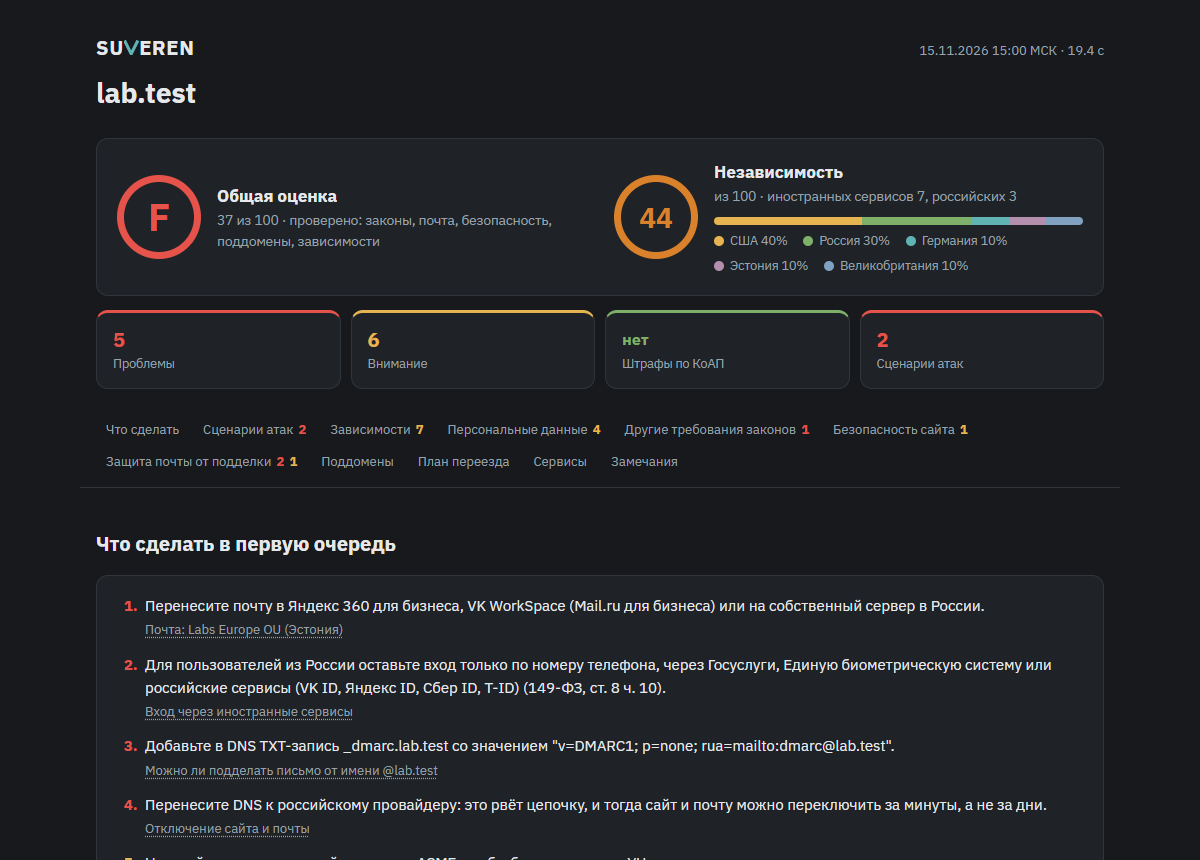 SUVEREN
15.11.2026 15:00 МСК · 19.4 с
lab.test
F
Общая оценка
37 из 100 · проверено: законы, почта, безопасность,
поддомены, зависимости
44
Независимость
из 100 · иностранных сервисов 7, российских 3
США 40% Россия 30% Германия 10%
Эстония 10% Великобритания 10%
5
Проблемы
6
Внимание
нет
Штрафы по КоАП
2
Сценарии атак
Что сделать Сценарии атак 2 Зависимости 7 Персональные данные 4 Другие требования законов 1 Безопасность сайта 1
Защита почты от подделки 2 1 Поддомены План переезда Сервисы Замечания
Что сделать в первую очередь
1. Перенесите почту в Яндекс 360 для бизнеса, VK WorkSpace (Mail.ru для бизнеса) или на собственный сервер в России.
Почта: Labs Europe OU (Эстония)
2. Для пользователей из России оставьте вход только по номеру телефона, через Госуслуги, Единую биометрическую систему или
российские сервисы (VK ID, Яндекс ID, Сбер ID, T-ID) (149-ФЗ, ст. 8 ч. 10).
Вход через иностранные сервисы
3. Добавьте в DNS TXT-запись _dmarc.lab.test со значением "v=DMARC1; p=none; rua=mailto:dmarc@lab.test".
Можно ли подделать письмо от имени @lab.test
4. Перенесите DNS к российскому провайдеру: это рвёт цепочку, и тогда сайт и почту можно переключить за минуты, а не за дни.
Отключение сайта и почты